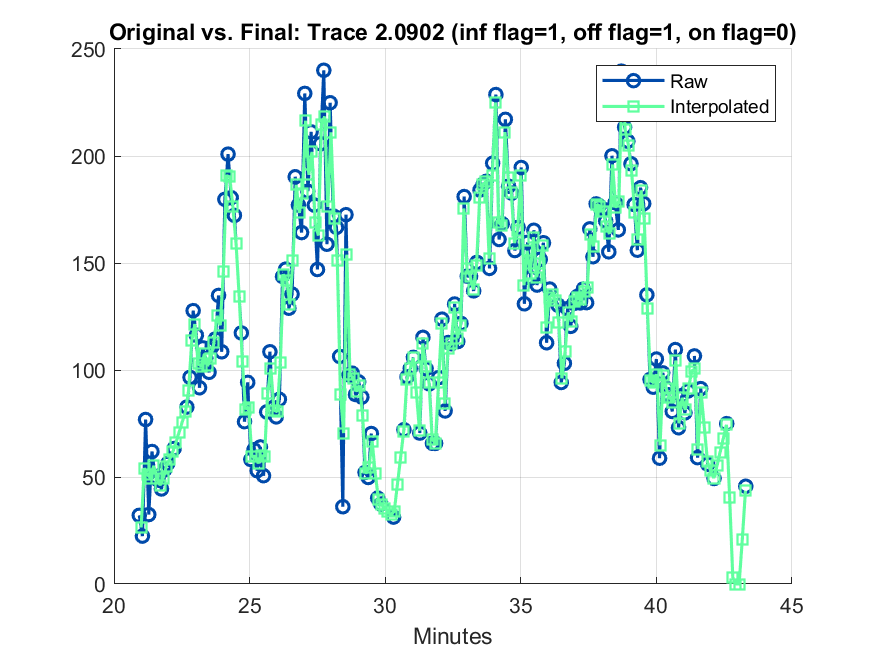 Original vs. Final: Trace 2.0902 (inf flag=1, off flag=1, on flag=0)
250
200
150
100
50
0
Raw
Interpolated
20 25 30 35 40 45
Minutes